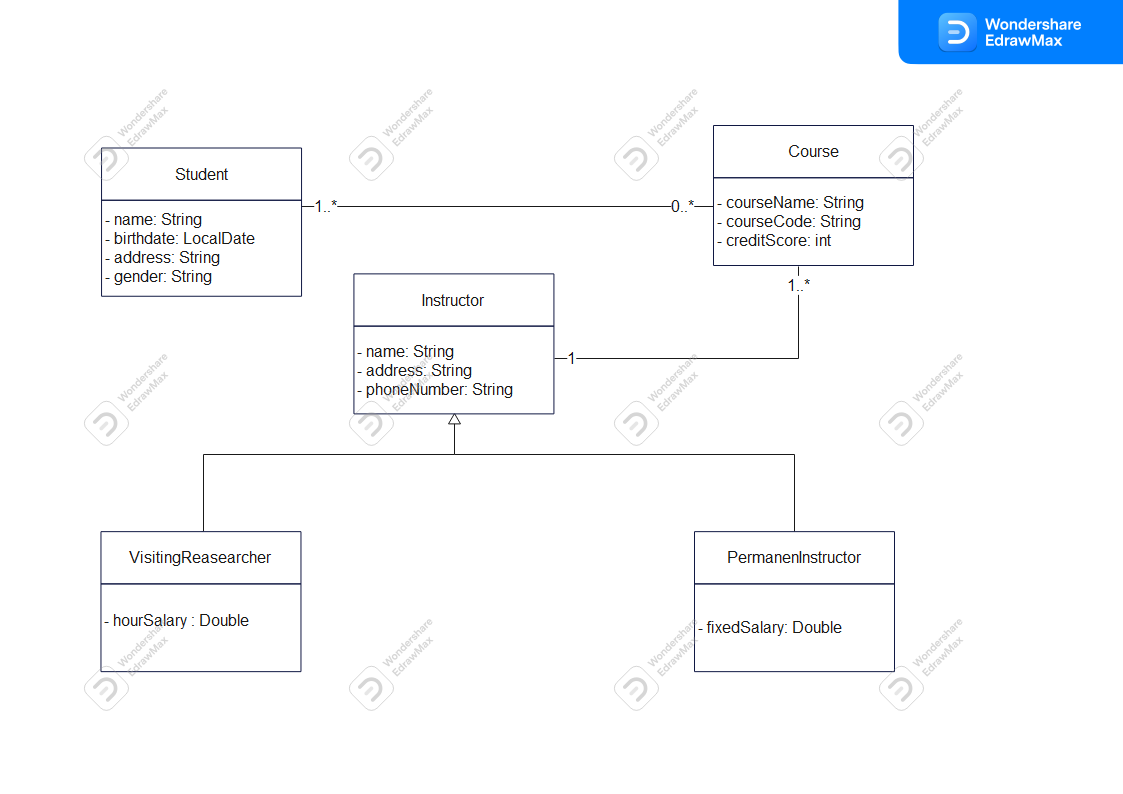 Wondershare
EdrawMax
Student
- name: String
- birthdate: LocalDate
- address: String
- gender: String
1..*
0..*
Course
- courseName: String
- courseCode: String
- creditScore: int
1..*
Instructor
- name: String
- address: String
- phoneNumber: String
1
VisitingReasearcher
- hourSalary : Double
PermanenInstructor
- fixedSalary: Double
Wondershare
EdrawMax
Wondershare
EdrawMax
Wondershare
EdrawMax
Wondershare
EdrawMax
Wondershare
EdrawMax
Wondershare
EdrawMax
Wondershare
EdrawMax
Wondershare
EdrawMax
Wondershare
EdrawMax
Wondershare
EdrawMax
Wondershare
EdrawMax
Wondershare
EdrawMax